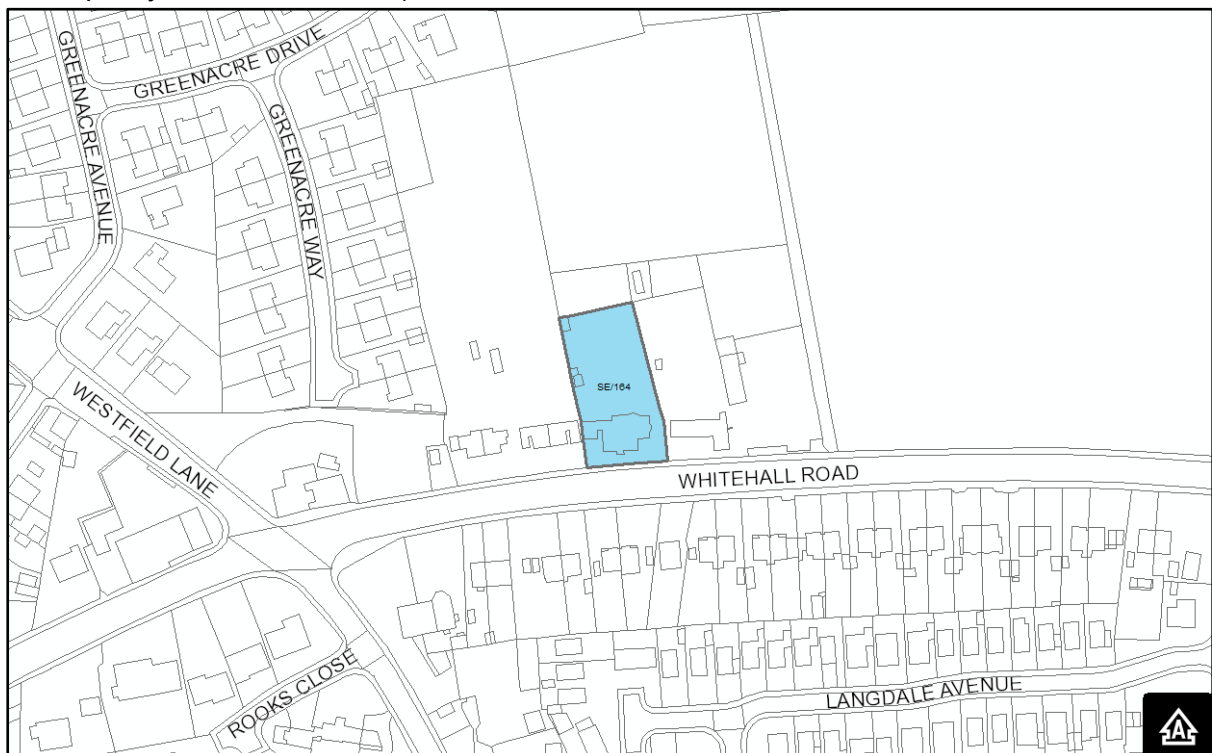 GREENACRE DRIVE
GREENACRE AVENUE
GREENACRE WAY
SE/164
WESTFIELD LANE
WHITEHALL ROAD
ROOKS CLOSE
LANGDALE AVENUE
A